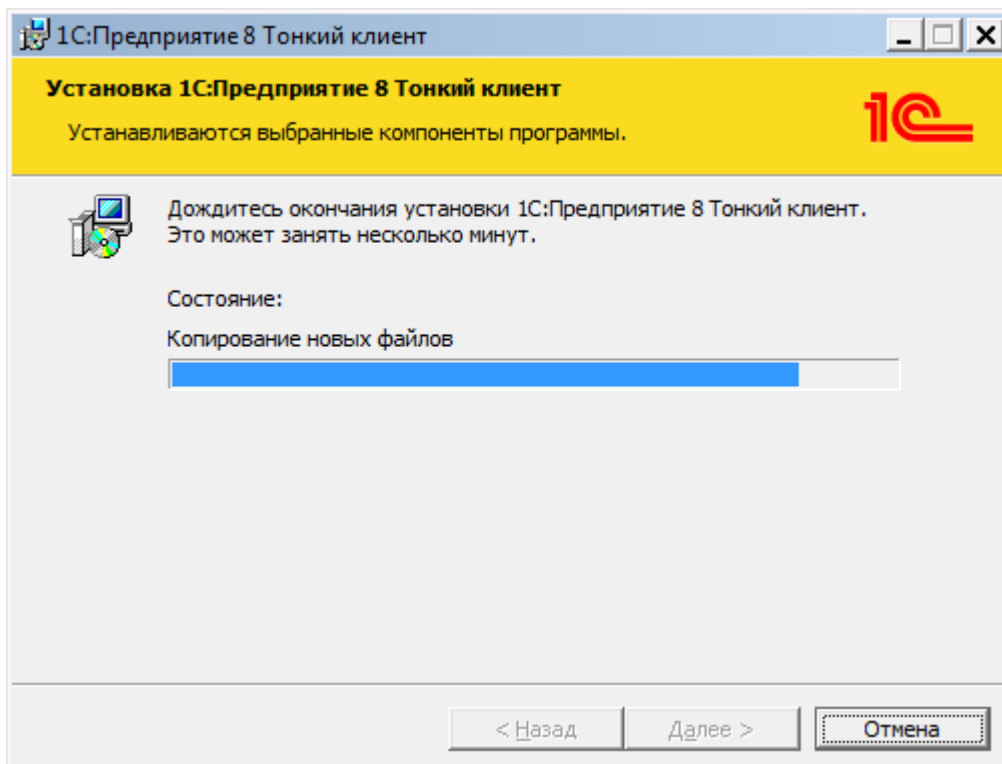 1С:Предприятие 8 Тонкий клиент
Установка 1С:Предприятие 8 Тонкий клиент
Устанавливаются выбранные компоненты программы.
1С
Дождитесь окончания установки 1С:Предприятие 8 Тонкий клиент.
Это может занять несколько минут.
Состояние:
Копирование новых файлов
< Назад
Далее >
Отмена